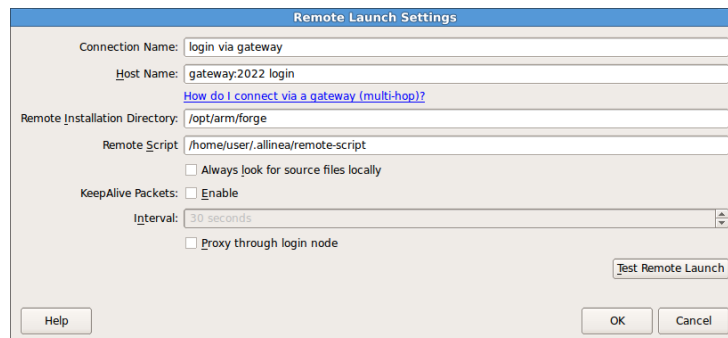 Remote Launch Settings
Connection Name: login via gateway
Host Name: gateway:2022 login
How do I connect via a gateway (multi-hop)?
Remote Installation Directory: /opt/arm/forge
Remote Script /home/user/.allinea/remote-script
Always look for source files locally
KeepAlive Packets: Enable
Interval: 30 seconds
Proxy through login node
Test Remote Launch
Help OK Cancel